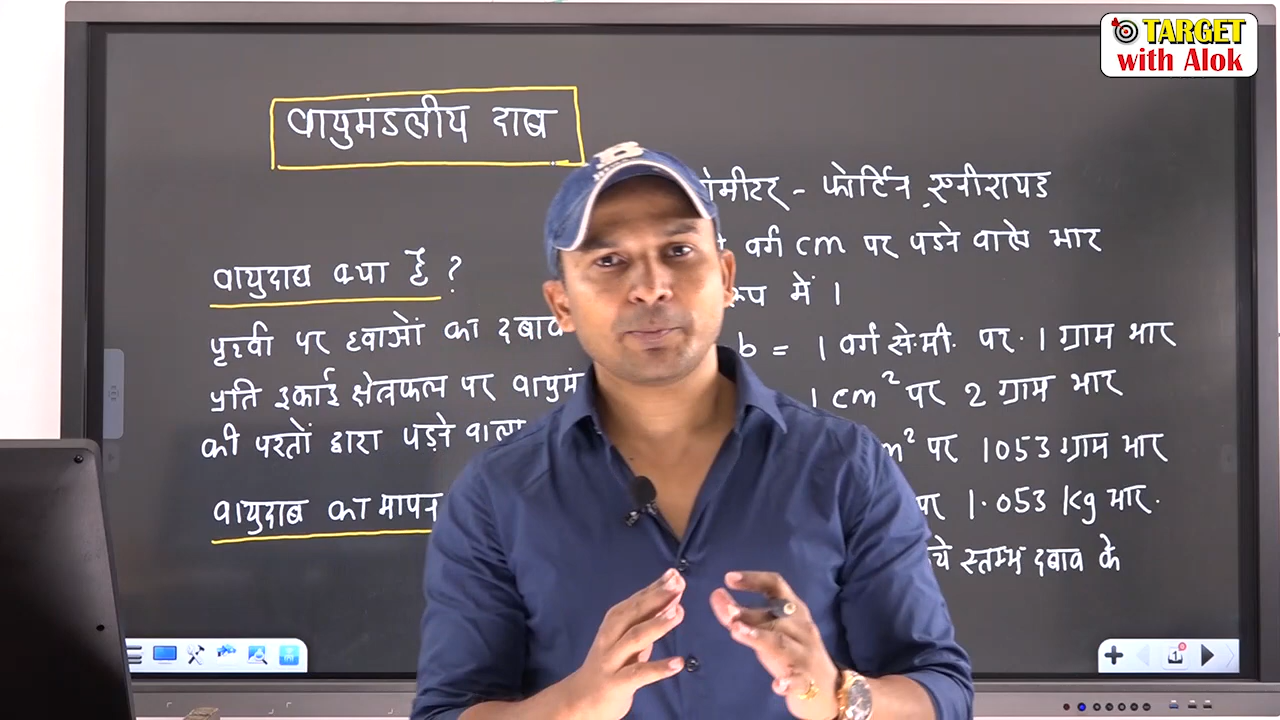 TARGET
with Alok
वायुमंडलीय दाब
वायुदाब क्या है ?
पृथ्वी पर हवाओं का दबाव
प्रति इकाई क्षेत्रफल पर वायुमं
की परतों द्वारा पड़ने वाला
वायुदाब का मापन
मीटर - फोर्टिन एनीरायड
वर्ग cm पर पडने वाले भार
रूप में ।
b = 1 वर्ग से.मी. पर 1 ग्राम भार
1 cm² पर 2 ग्राम भार
m² पर 1053 ग्राम भार
पर 1.053 kg भार.
चे स्तम्भ दबाव के